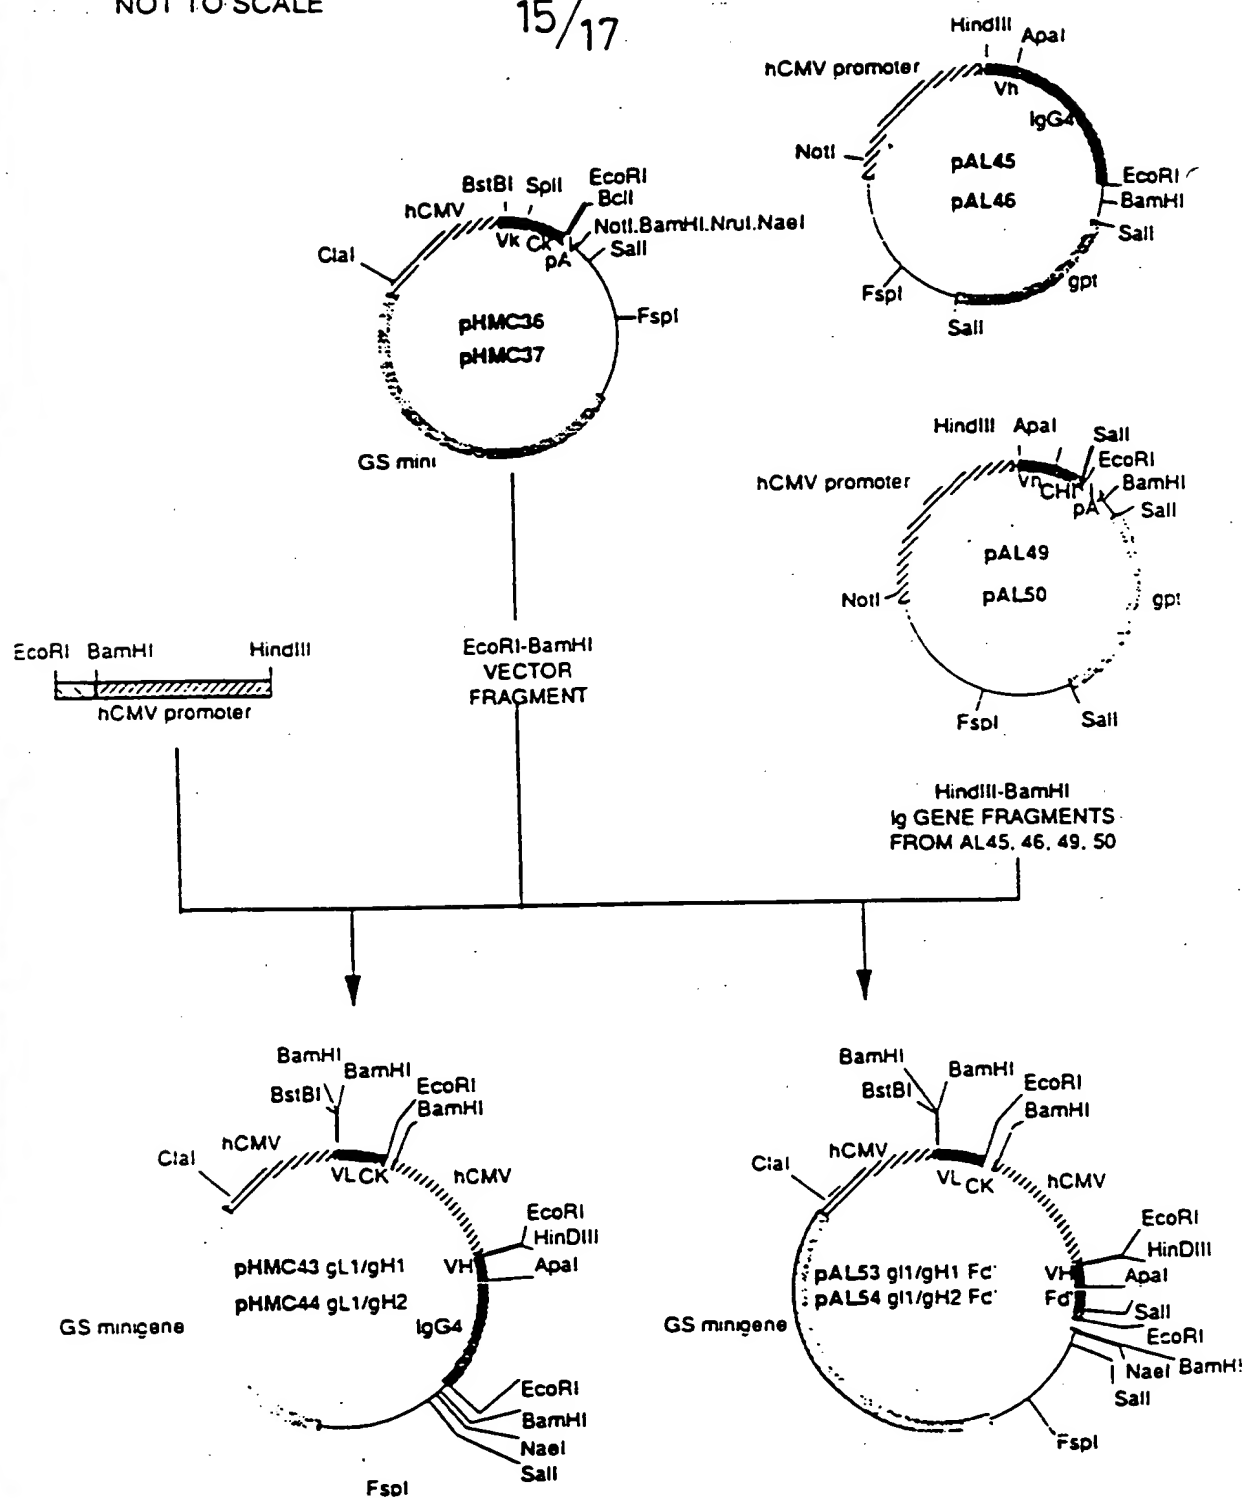 NOT TO SCALE
15/17
HindIII
ApaI
hCMV promoter
Vh
IgG4
NotI
pAL45
pAL46
EcoRI
BamHI
SalI
gpt
FspI
SalI
BstBI
SplI
EcoRI
BclI
hCMV
NotI.BamHI.NruI.NaeI
Vk
Ck
pA
SalI
ClaI
pHMC36
pHMC37
FspI
GS mini
HindIII
ApaI
SalI
EcoRI
BamHI
SalI
hCMV promoter
Vh
CH1
pA
pAL49
pAL50
NotI
gpt
FspI
SalI
EcoRI
BamHI
HindIII
hCMV promoter
EcoRI-BamHI
VECTOR
FRAGMENT
HindIII-BamHI
Ig GENE FRAGMENTS
FROM AL45, 46, 49, 50
BamHI
BamHI
BstBI
EcoRI
BamHI
hCMV
ClaI
VL
CK
hCMV
EcoRI
HinDIII
ApaI
VH
pHMC43 gL1/gH1
pHMC44 gL1/gH2
IgG4
GS minigene
EcoRI
BamHI
NaeI
SalI
FspI
BamHI
BamHI
BstBI
EcoRI
BamHI
hCMV
ClaI
VL
CK
hCMV
EcoRI
HinDIII
ApaI
VH
Fd'
pAL53 gl1/gH1 Fd'
pAL54 gl1/gH2 Fd'
SalI
EcoRI
GS minigene
NaeI
BamHI
SalI
FspI